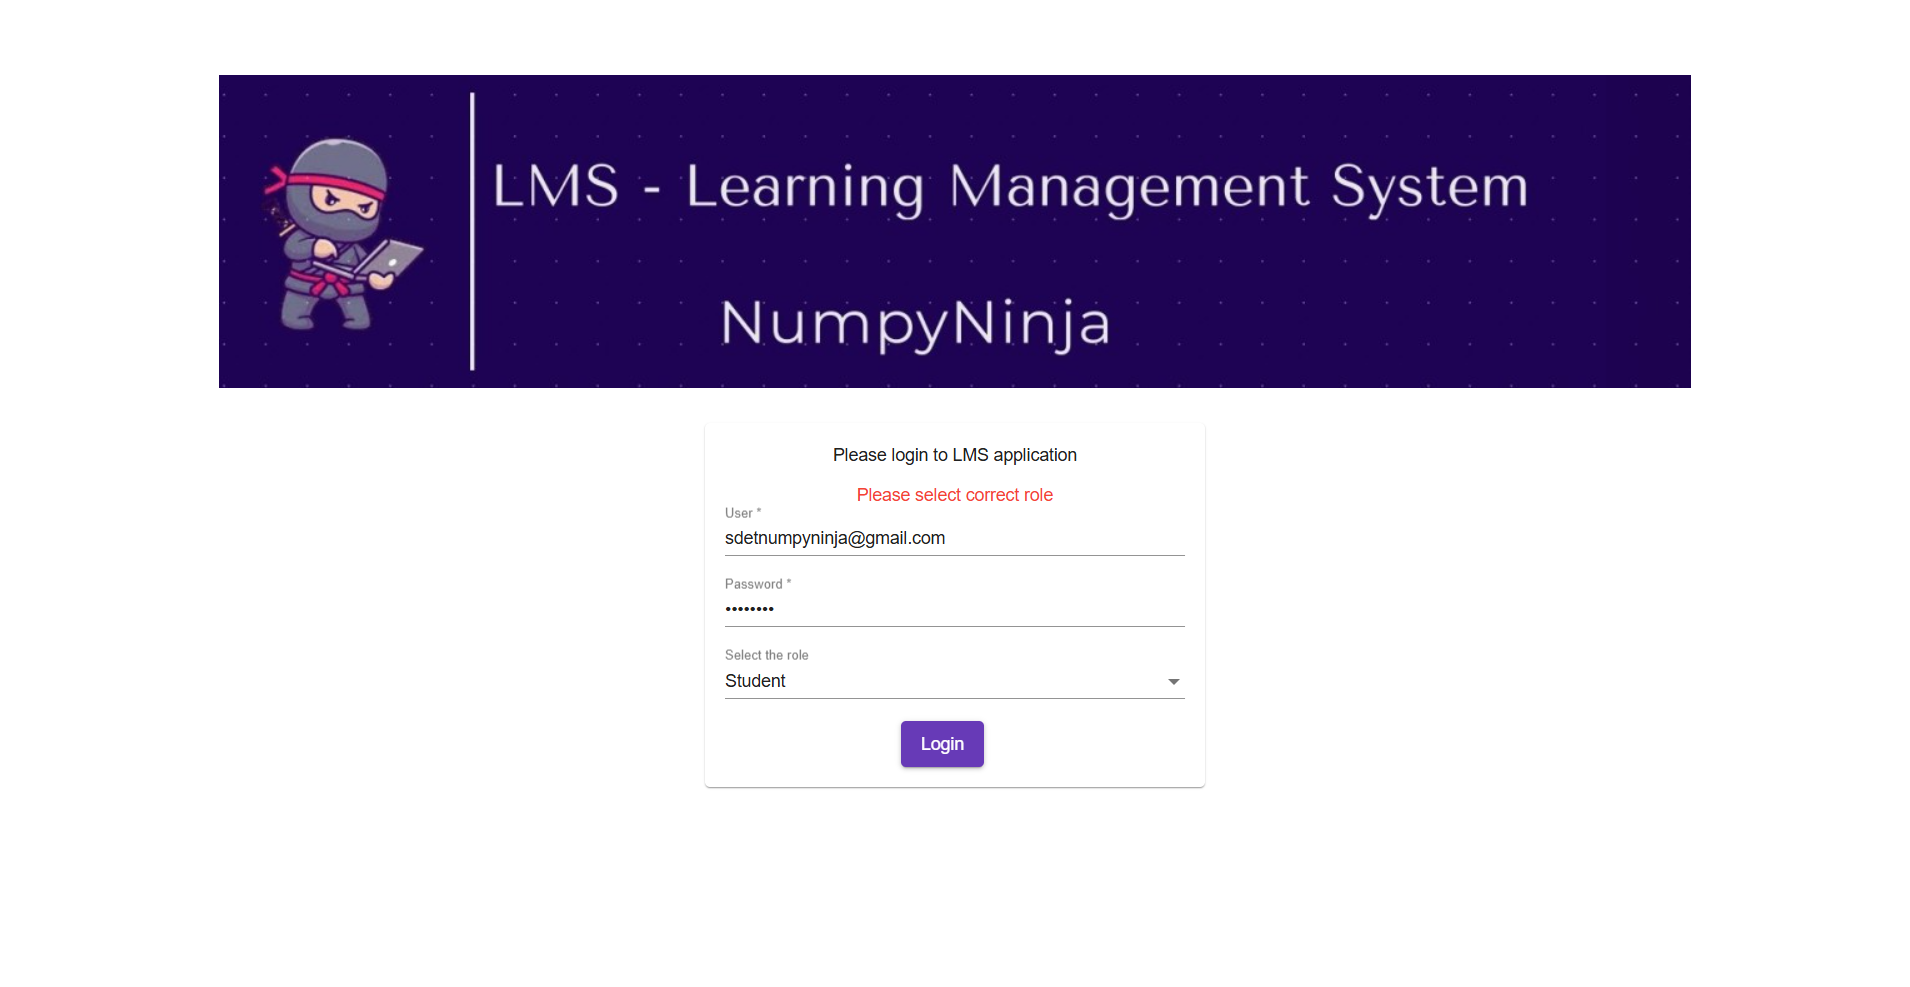 LMS - Learning Management System
NumpyNinja
Please login to LMS application
Please select correct role
User *
sdetnumpyninja@gmail.com
Password *
••••••••
Select the role
Student
Login